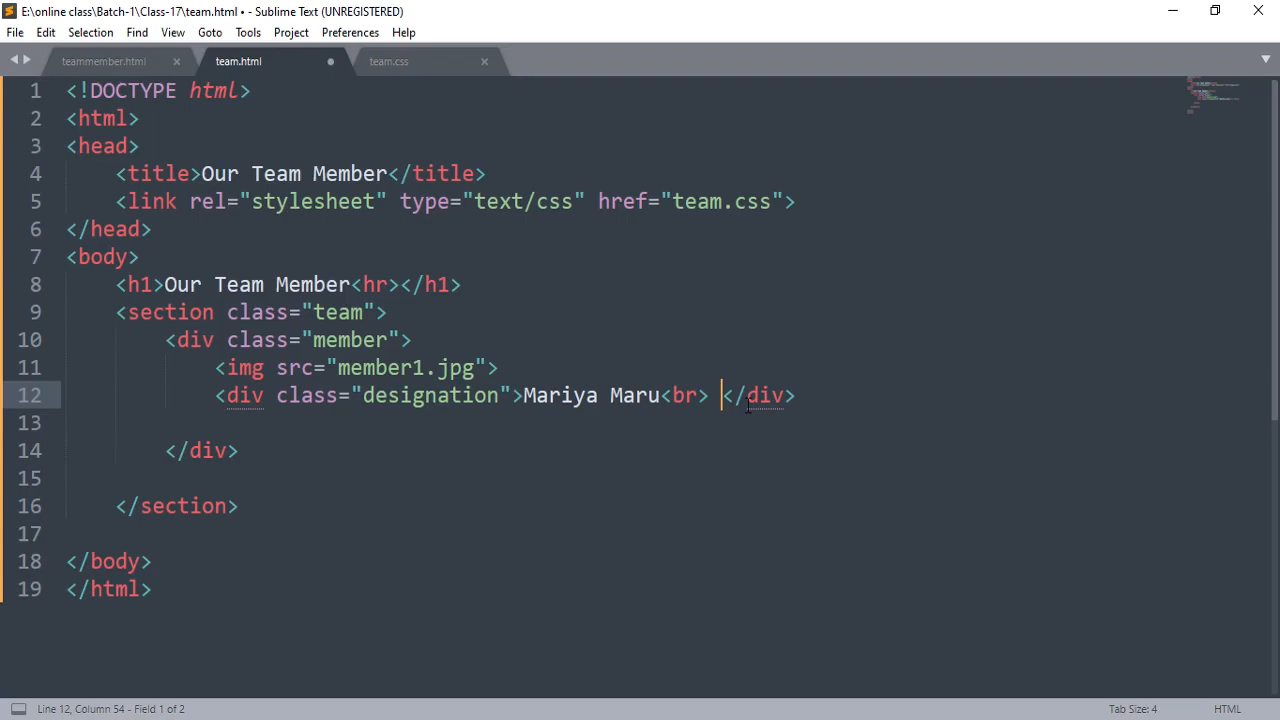 E:\online class\Batch-1\Class-17\team.html • - Sublime Text (UNREGISTERED)
File Edit Selection Find View Goto Tools Project Preferences Help
teammember.html team.html team.css
1 <!DOCTYPE html>
2 <html>
3 <head>
4 <title>Our Team Member</title>
5 <link rel="stylesheet" type="text/css" href="team.css">
6 </head>
7 <body>
8 <h1>Our Team Member<hr></h1>
9 <section class="team">
10 <div class="member">
11 <img src="member1.jpg">
12 <div class="designation">Mariya Maru<br> </div>
13
14 </div>
15
16 </section>
17
18 </body>
19 </html>
Line 12, Column 54 - Field 1 of 2 Tab Size: 4 HTML